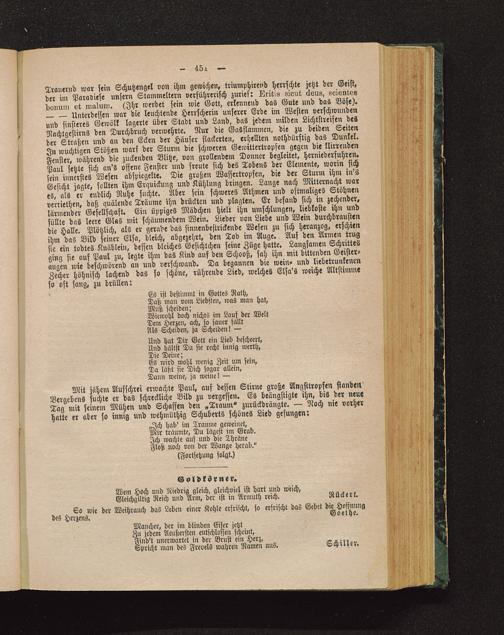 — 451 —
Trauernd war sein Schutzengel von ihm gewichen, triumphirend herrschte jetzt der Geist,
der im Paradiese unsern Stammeltern verführerisch zurief: Eritis sicut deus, scientes
bonum et malum. (Ihr werdet sein wie Gott, erkennend das Gute und das Böse).
— — Unterdessen war die leuchtende Herrscherin unserer Erde im Westen verschwunden
und finsteres Gewölk lagerte über Stadt und Land, das jedem milden Lichtstreifen des
Nachtgestirns den Durchbruch verwehrte. Nur die Gasflammen, die zu beiden Seiten
der Straßen und an den Ecken der Häuser flackerten, erhellten nothdürftig das Dunkel.
In wuchtigen Stößen warf der Sturm die schweren Gewittertropfen gegen die klirrenden
Fenster, während die zuckenden Blitze, von grollendem Donner begleitet, herniederfuhren.
Paul setzte sich an's offene Fenster und freute sich des Tobens der Elemente, worin sich
sein innerstes Wesen abspiegelte. Die großen Wassertropfen, die der Sturm ihm in's
Gesicht jagte, sollten ihm Erquickung und Kühlung bringen. Lange nach Mitternacht war
es, als er endlich Ruhe suchte. Aber sein schweres Athmen und oftmaliges Stöhnen
verriethen, daß quälende Träume ihn drückten und plagten. Er befand sich in zechender,
lärmender Gesellschaft. Ein üppiges Mädchen hielt ihn umschlungen, liebkoste ihn und
füllte das leere Glas mit schäumendem Wein. Lieder von Liebe und Wein durchbrausten
die Halle. Plötzlich, als er gerade das sinnenbestrickende Wesen zu sich heranzog, erschien
ihm das Bild seiner Elsa, bleich, abgezehrt, den Tod im Auge. Auf den Armen trug
sie ein todtes Knäblein, dessen bleiches Gesichtchen seine Züge hatte. Langsamen Schrittes
ging sie auf Paul zu, legte ihm das Kind auf den Schooß, sah ihn mit bittenden Geister-
augen wie beschwörend an und verschwand. Da begannen die wein- und liebetrunkenen
Zecher höhnisch lachend das so schöne, rührende Lied, welches Elsa's weiche Altstimme
so oft sang, zu brüllen:
Es ist bestimmt in Gottes Rath,
Daß man vom Liebsten, was man hat,
Muß scheiden;
Wiewohl doch nichts im Lauf der Welt
Dem Herzen, ach, so sauer fällt
Als Scheiden, ja Scheiden! —
Und hat Dir Gott ein Lieb bescheert,
Und hältst Du sie recht innig werth,
Die Deine;
Es wird wohl wenig Zeit um sein,
Da läßt sie Dich sogar allein,
Dann weine, ja weine! —
Mit jähem Aufschrei erwachte Paul, auf dessen Stirne große Angsttropfen standen
Vergebens suchte er das schreckliche Bild zu vergessen. Es beängstigte ihn, bis der neue
Tag mit seinem Mühen und Schaffen den „Traum“ zurückdrängte. — Noch nie vorher
hatte er aber so innig und wehmüthig Schuberts schönes Lied gesungen:
„Ich hab' im Traume geweinet,
Mir träumte, Du lägest im Grab.
Ich wachte auf und die Thräne
Floß noch von der Wange herab.“
(Fortsetzung folgt.)
Goldkörner.
Wem Hoch und Niedrig gleich, gleichviel ist hart und weich,
Gleichgiltig Reich und Arm, der ist in Armuth reich.
Rückert.
So wie der Weihrauch das Leben einer Kohle erfrischt, so erfrischt das Gebet die Hoffnung
des Herzens.
Goethe.
Mancher, der im blinden Eifer jetzt
Zu jedem Aeußersten entschlossen scheint,
Find't unerwartet in der Brust ein Herz,
Spricht man des Frevels wahren Namen aus.
Schiller.